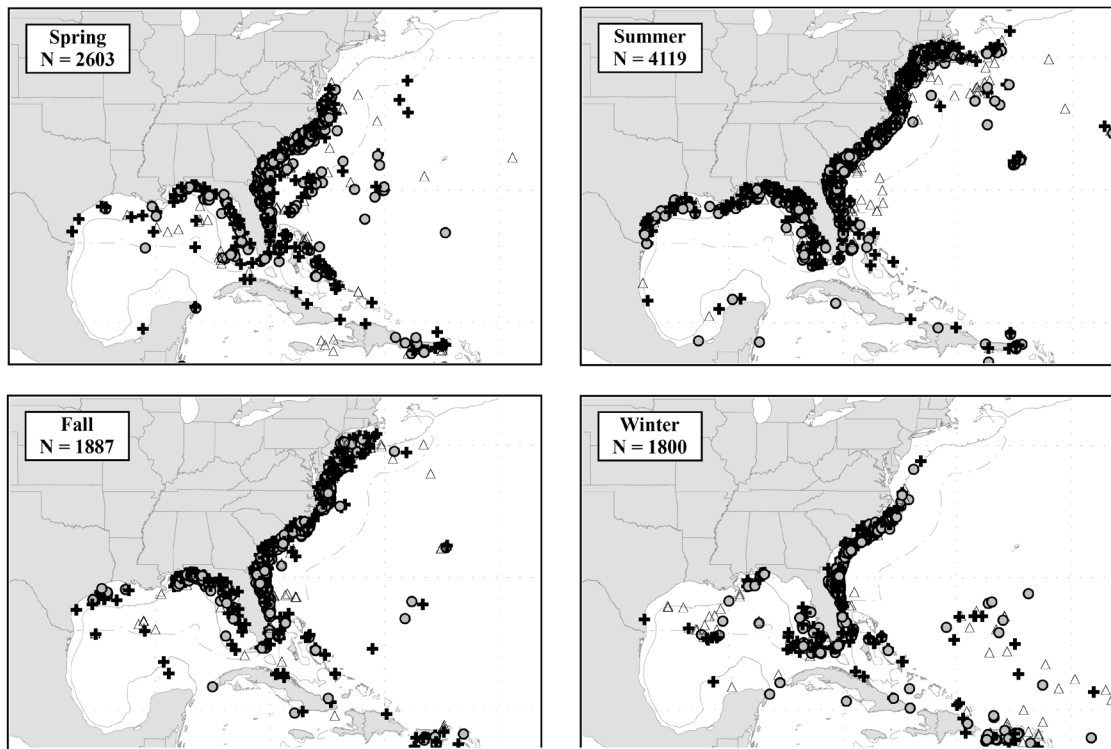 Spring
N = 2603
Summer
N = 4119
Fall
N = 1887
Winter
N = 1800